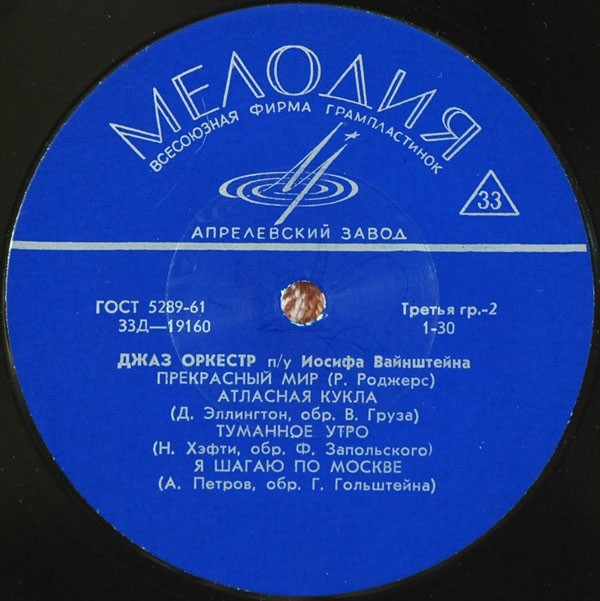 МЕЛОДИЯ
ВСЕСОЮЗНАЯ ФИРМА ГРАМПЛАСТИНОК
33
АПРЕЛЕВСКИЙ ЗАВОД
ГОСТ 5289-61
33Д—19160
Третья гр.-2
1-30
ДЖАЗ ОРКЕСТР п/у Иосифа Вайнштейна
ПРЕКРАСНЫЙ МИР (Р. Роджерс)
АТЛАСНАЯ КУКЛА
(Д. Эллингтон, обр. В. Груза)
ТУМАННОЕ УТРО
(Н. Хэфти, обр. Ф. Запольского)
Я ШАГАЮ ПО МОСКВЕ
(А. Петров, обр. Г. Гольштейна)